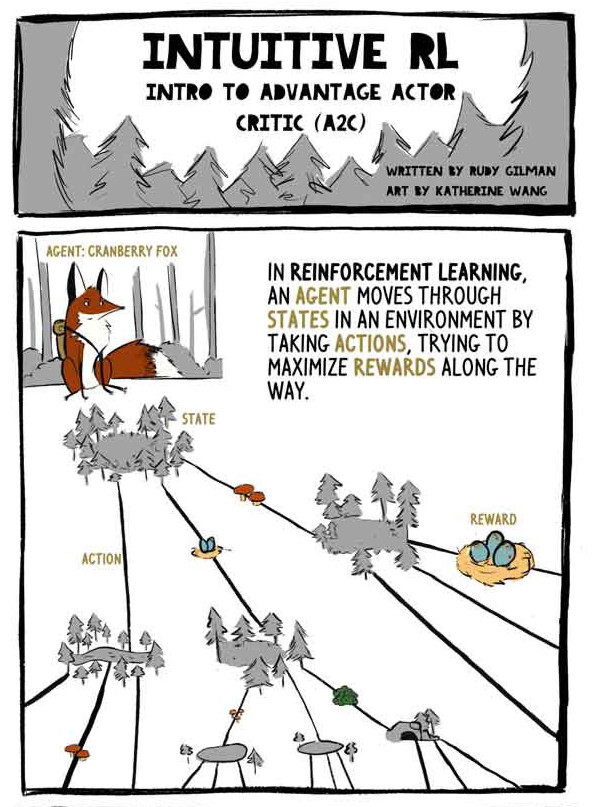 INTUITIVE RL
INTRO TO ADVANTAGE ACTOR
CRITIC (A2C)
WRITTEN BY RUDY GILMAN
ART BY KATHERINE WANG
AGENT: CRANBERRY FOX
IN REINFORCEMENT LEARNING,
AN AGENT MOVES THROUGH
STATES IN AN ENVIRONMENT BY
TAKING ACTIONS, TRYING TO
MAXIMIZE REWARDS ALONG THE
WAY.
STATE
REWARD
ACTION